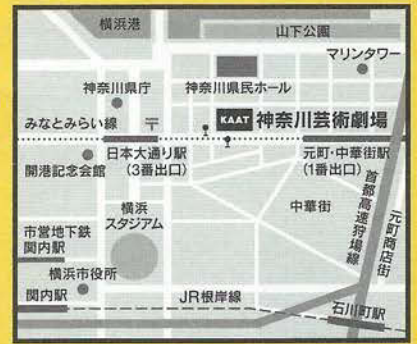 横浜港
山下公園
マリンタワー
神奈川県庁
神奈川県民ホール
みなとみらい線
〒
KAAT 神奈川芸術劇場
開港記念会館
日本大通り駅
(3番出口)
元町・中華街駅
(1番出口)
横浜
スタジアム
中華街
首都高速狩場線
元町商店街
市営地下鉄
関内駅
横浜市役所
関内駅
JR根岸線
石川町駅